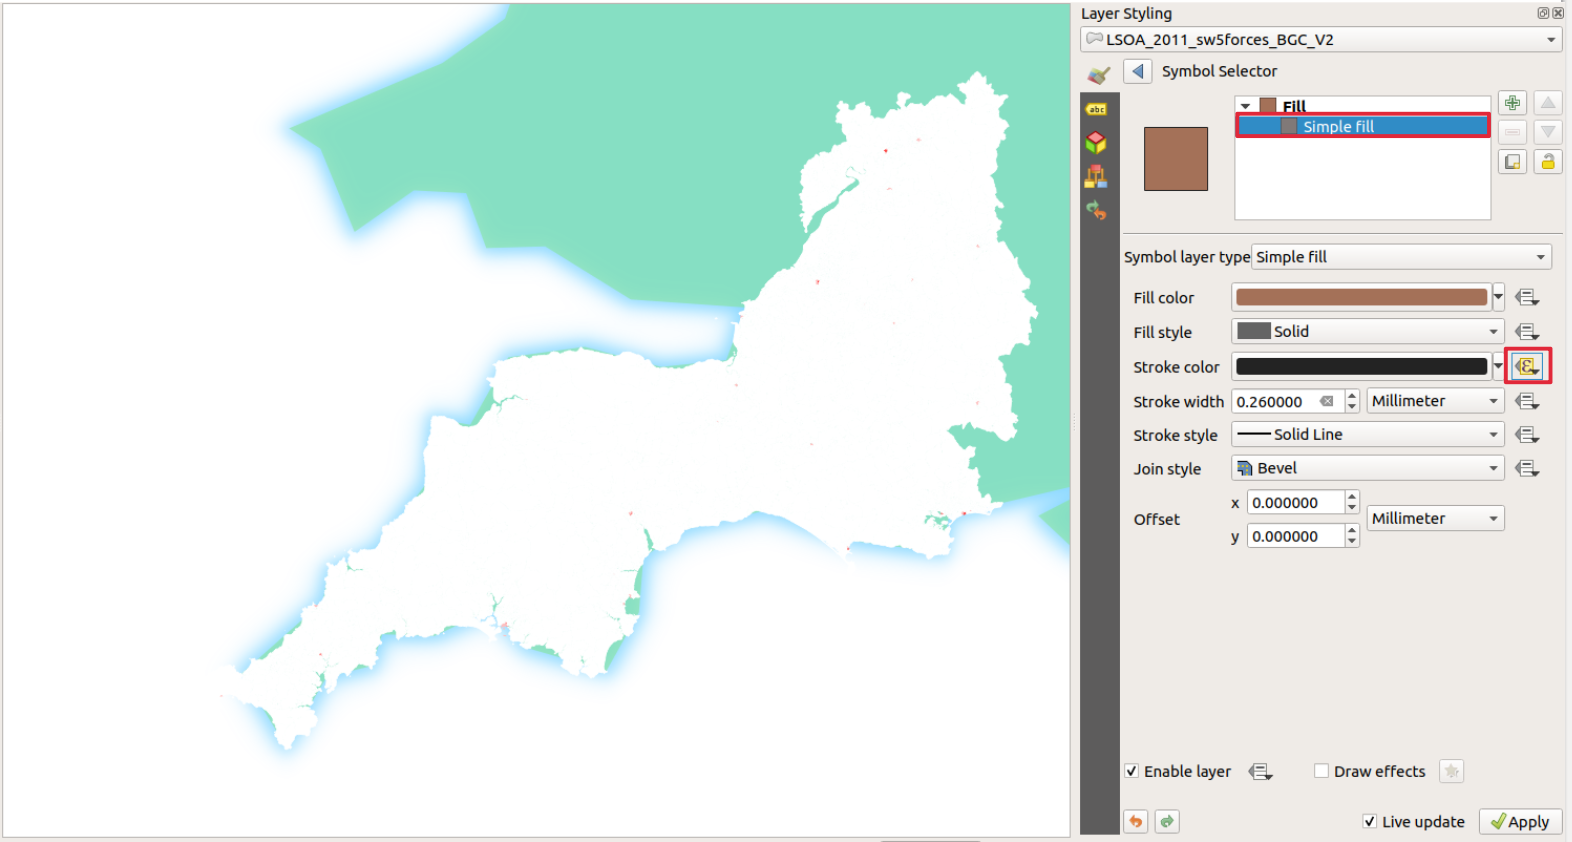 Layer Styling
LSOA_2011_sw5forces_BGC_V2
Symbol Selector
abc
Fill
Simple fill
Symbol layer type Simple fill
Fill color
Fill style Solid
Stroke color ε
Stroke width 0.260000 Millimeter
Stroke style Solid Line
Join style Bevel
x 0.000000
Offset Millimeter
y 0.000000
Enable layer Draw effects
Live update Apply